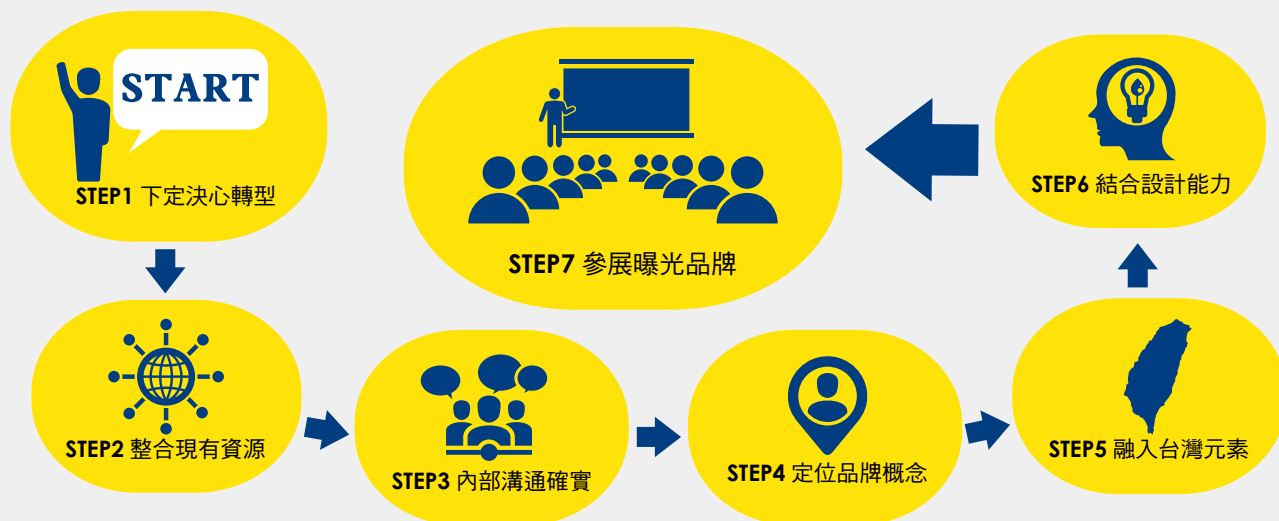 START
STEP1 下定決心轉型
STEP2 整合現有資源
STEP3 內部溝通確實
STEP4 定位品牌概念
STEP5 融入台灣元素
STEP6 結合設計能力
STEP7 參展曝光品牌